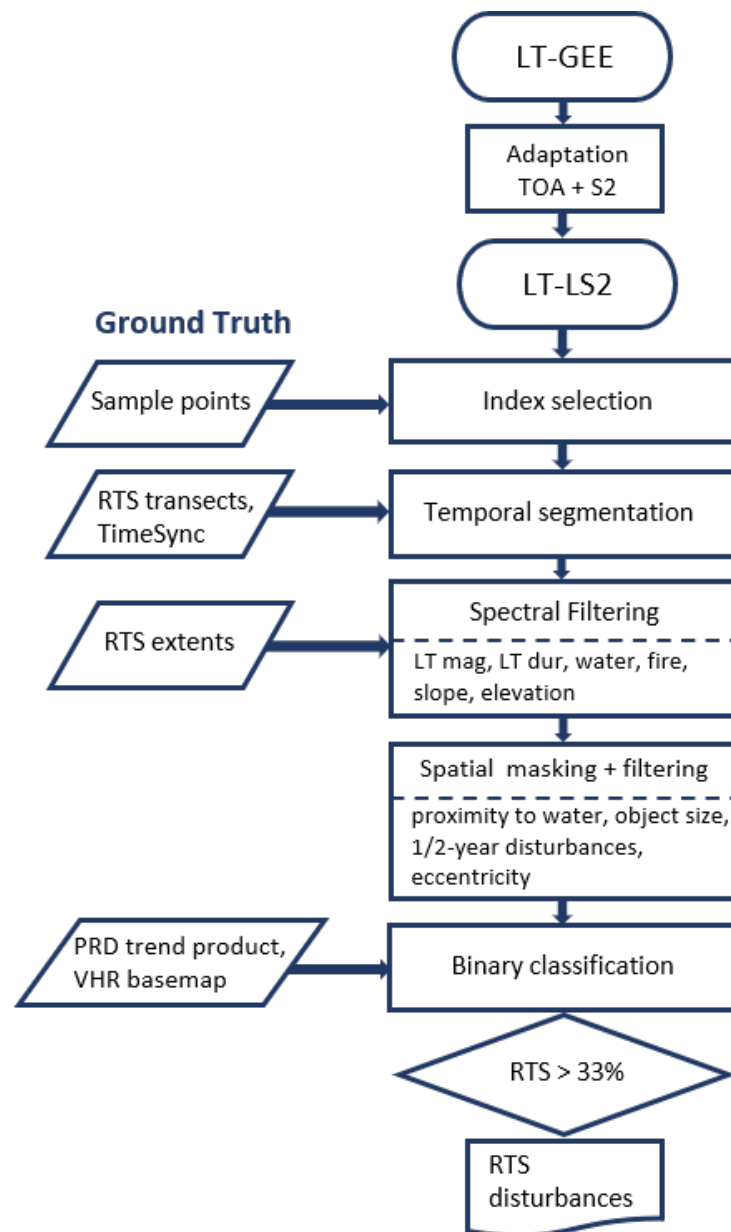 LT-GEE
Adaptation
TOA + S2
LT-LS2
Ground Truth
Sample points
Index selection
RTS transects,
TimeSync
Temporal segmentation
RTS extents
Spectral Filtering
LT mag, LT dur, water, fire,
slope, elevation
Spatial masking + filtering
proximity to water, object size,
1/2-year disturbances,
eccentricity
PRD trend product,
VHR basemap
Binary classification
RTS > 33%
RTS
disturbances